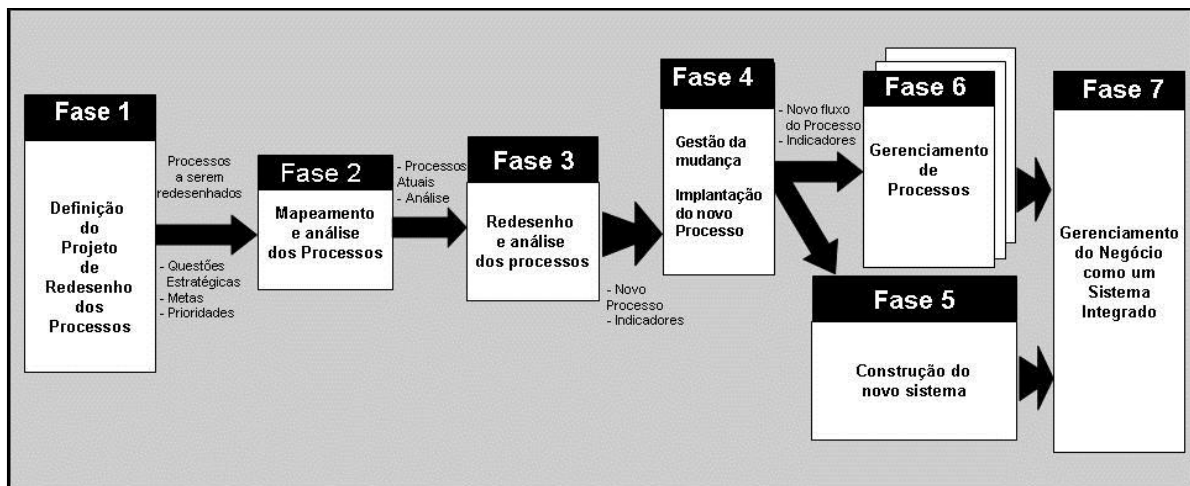 Fase 1
Definição
do
Projeto
de
Redesenho
dos
Processos
Processos
a serem
redesenhados
- Questões
Estratégicas
- Metas
- Prioridades
Fase 2
Mapeamento
e análise
dos Processos
- Processos
Atuais
- Análise
Fase 3
Redesenho
e análise
dos processos
- Novo
Processo
- Indicadores
Fase 4
Gestão da
mudança
Implantação
do novo
Processo
- Novo fluxo
do Processo
- Indicadores
Fase 6
Gerenciamento
de
Processos
Fase 5
Construção do
novo sistema
Fase 7
Gerenciamento
do Negócio
como um
Sistema
Integrado